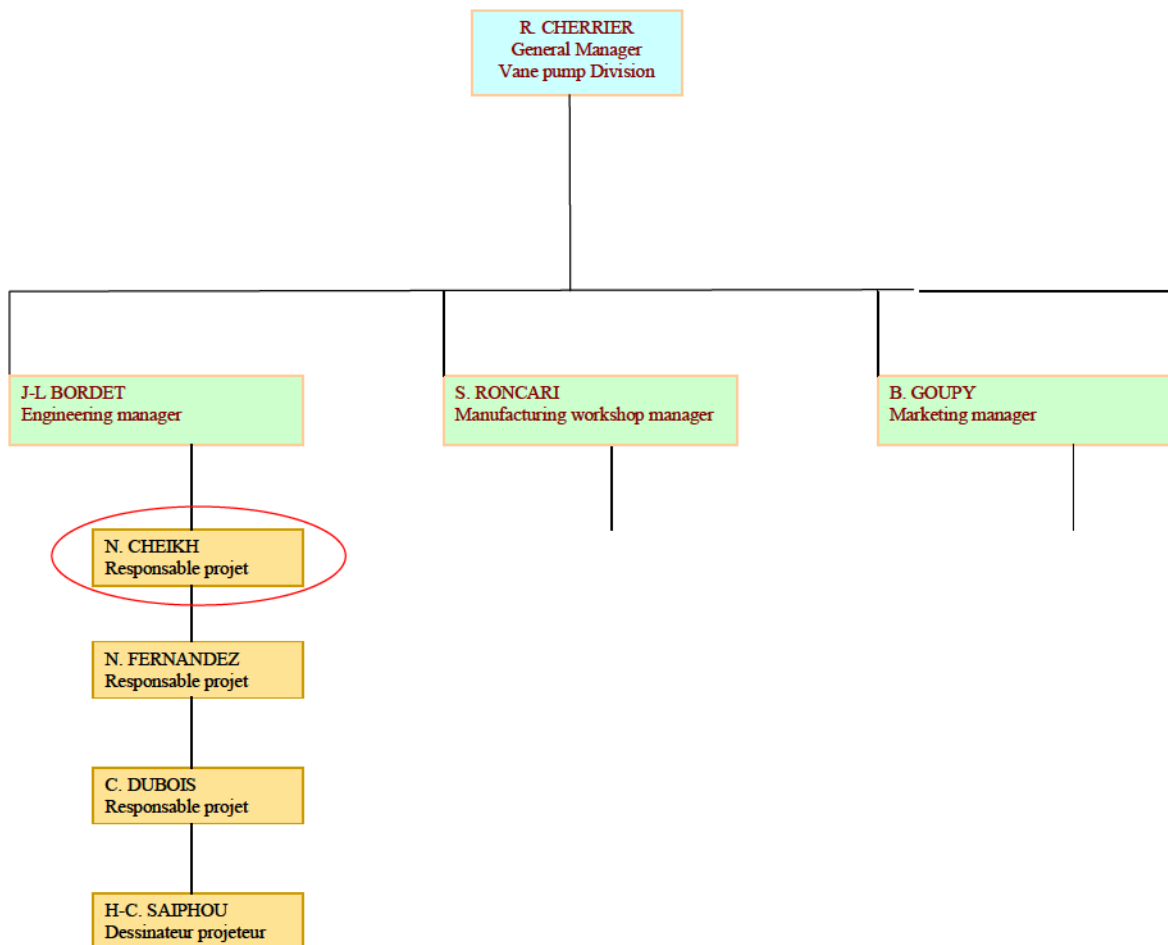 R. CHERRIER
General Manager
Vane pump Division
J-L BORDET
Engineering manager
S. RONCARI
Manufacturing workshop manager
B. GOUPY
Marketing manager
N. CHEIKH
Responsable projet
N. FERNANDEZ
Responsable projet
C. DUBOIS
Responsable projet
H-C. SAIPHOU
Dessinateur projeteur